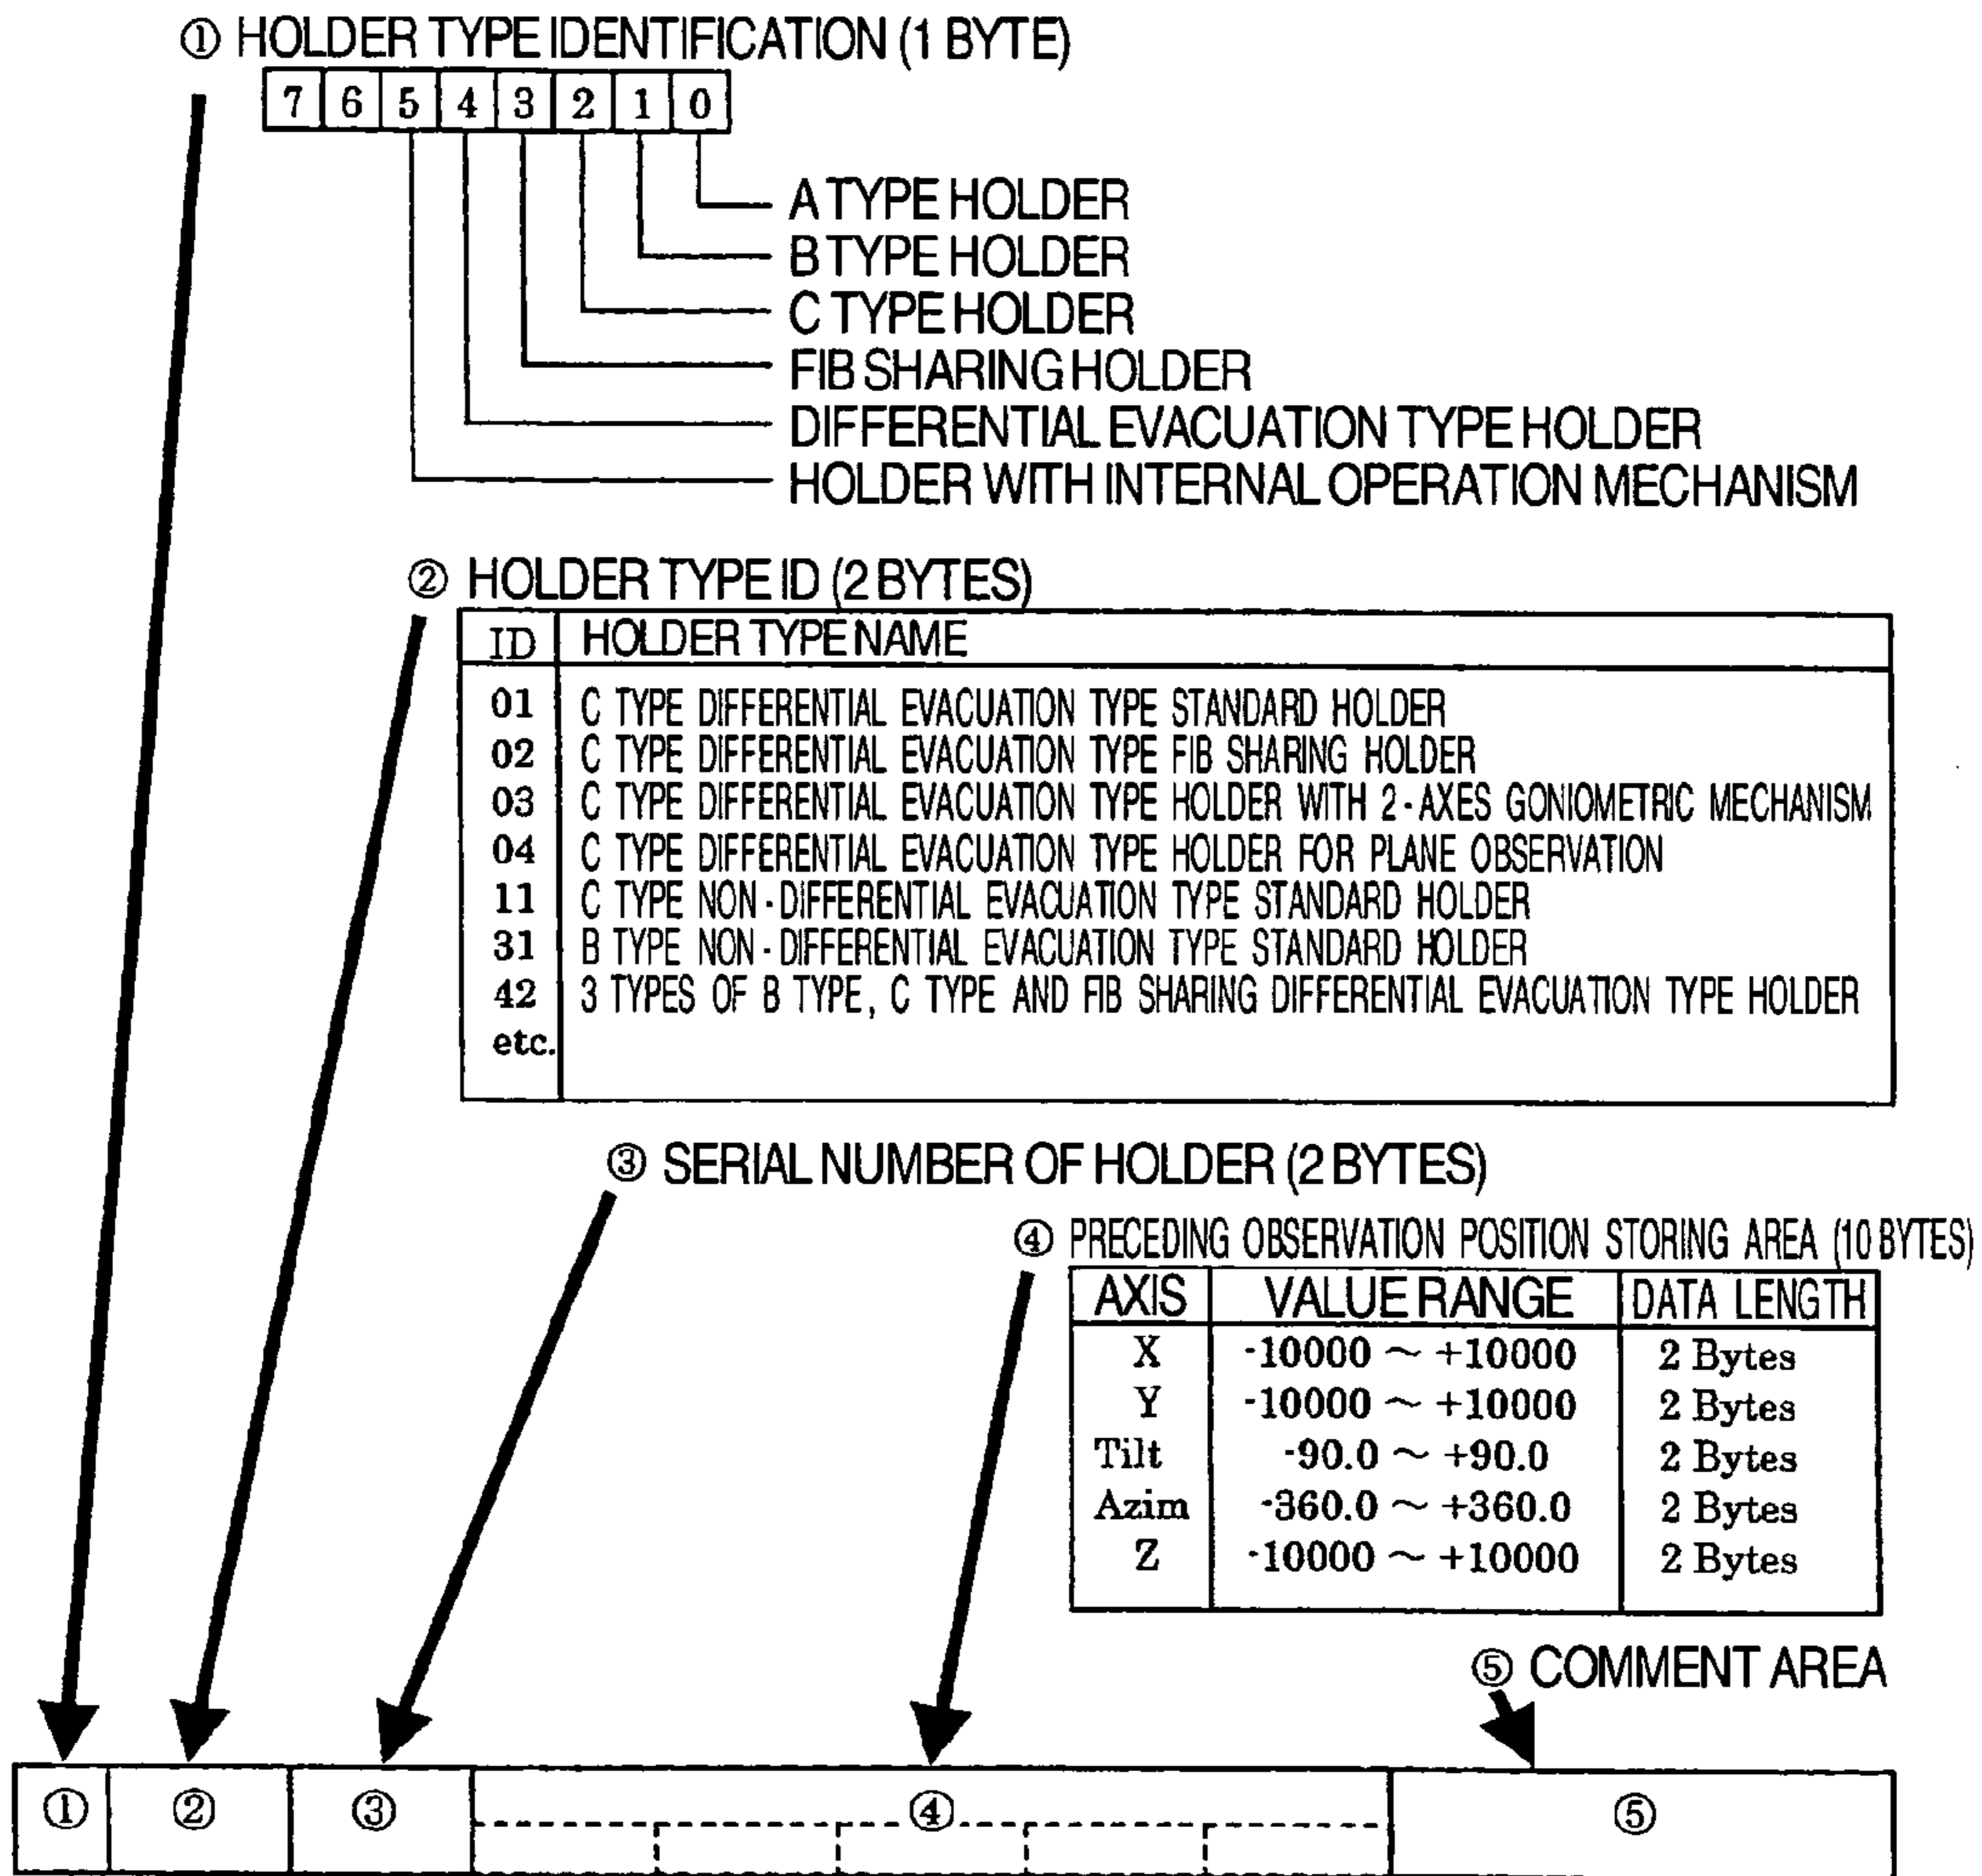 ① HOLDER TYPE IDENTIFICATION (1 BYTE)
7 6 5 4 3 2 1 0
A TYPE HOLDER
B TYPE HOLDER
C TYPE HOLDER
FIB SHARING HOLDER
DIFFERENTIAL EVACUATION TYPE HOLDER
HOLDER WITH INTERNAL OPERATION MECHANISM
② HOLDER TYPE ID (2 BYTES)
ID HOLDER TYPE NAME
01 C TYPE DIFFERENTIAL EVACUATION TYPE STANDARD HOLDER
02 C TYPE DIFFERENTIAL EVACUATION TYPE FIB SHARING HOLDER
03 C TYPE DIFFERENTIAL EVACUATION TYPE HOLDER WITH 2-AXES GONIOMETRIC MECHANISM
04 C TYPE DIFFERENTIAL EVACUATION TYPE HOLDER FOR PLANE OBSERVATION
11 C TYPE NON-DIFFERENTIAL EVACUATION TYPE STANDARD HOLDER
31 B TYPE NON-DIFFERENTIAL EVACUATION TYPE STANDARD HOLDER
42 3 TYPES OF B TYPE, C TYPE AND FIB SHARING DIFFERENTIAL EVACUATION TYPE HOLDER
etc.
③ SERIAL NUMBER OF HOLDER (2 BYTES)
④ PRECEDING OBSERVATION POSITION STORING AREA (10 BYTES)
AXIS VALUE RANGE DATA LENGTH
X -10000 ~ +10000 2 Bytes
Y -10000 ~ +10000 2 Bytes
Tilt -90.0 ~ +90.0 2 Bytes
Azim -360.0 ~ +360.0 2 Bytes
Z -10000 ~ +10000 2 Bytes
⑤ COMMENT AREA
① ② ③ ④ ⑤